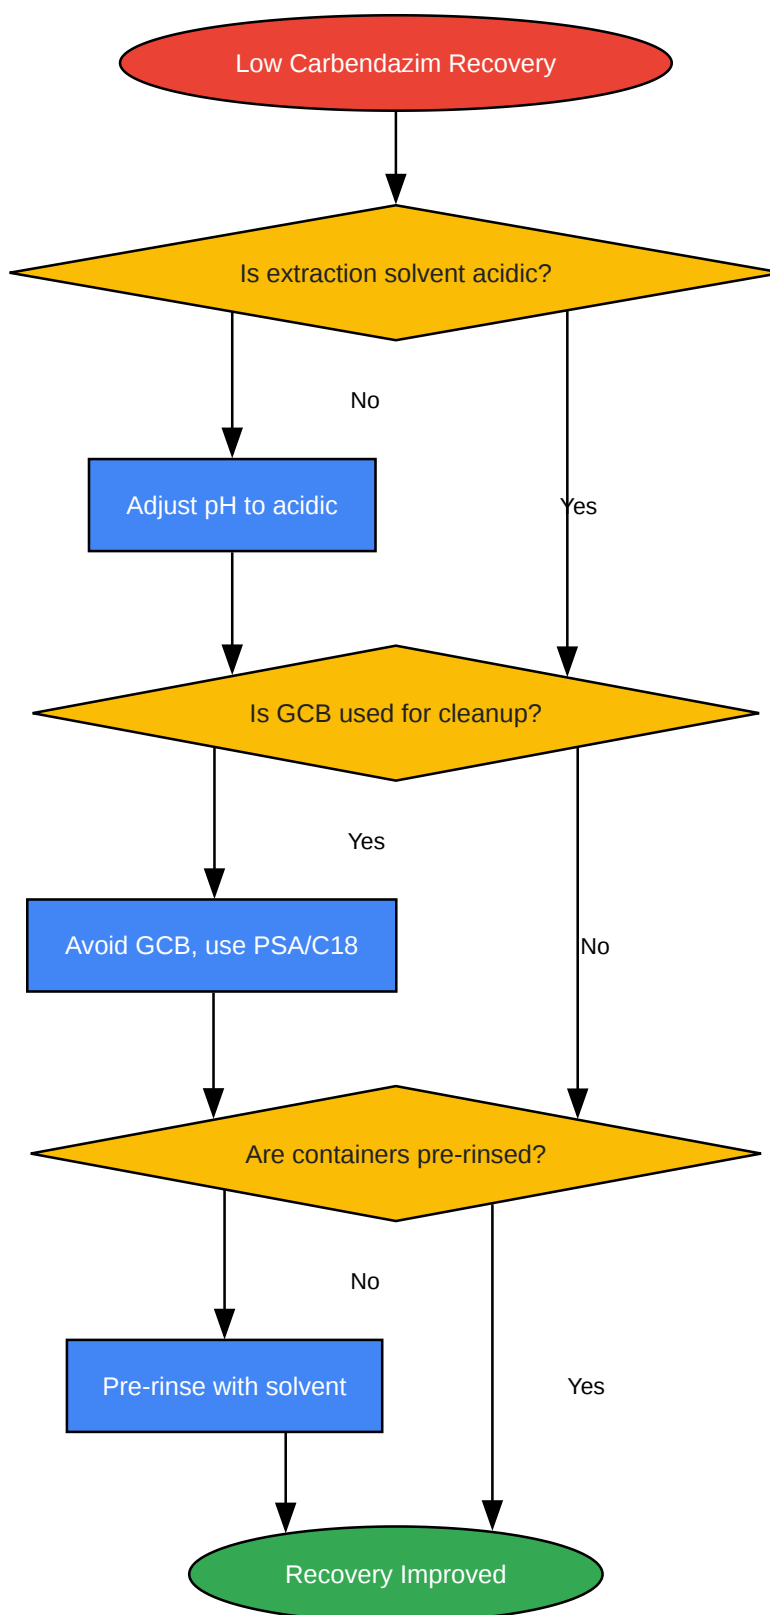 Low Carbendazim Recovery
Is extraction solvent acidic?
No
Adjust pH to acidic
Yes
Is GCB used for cleanup?
Yes
Avoid GCB, use PSA/C18
No
Are containers pre-rinsed?
No
Pre-rinse with solvent
Yes
Recovery Improved